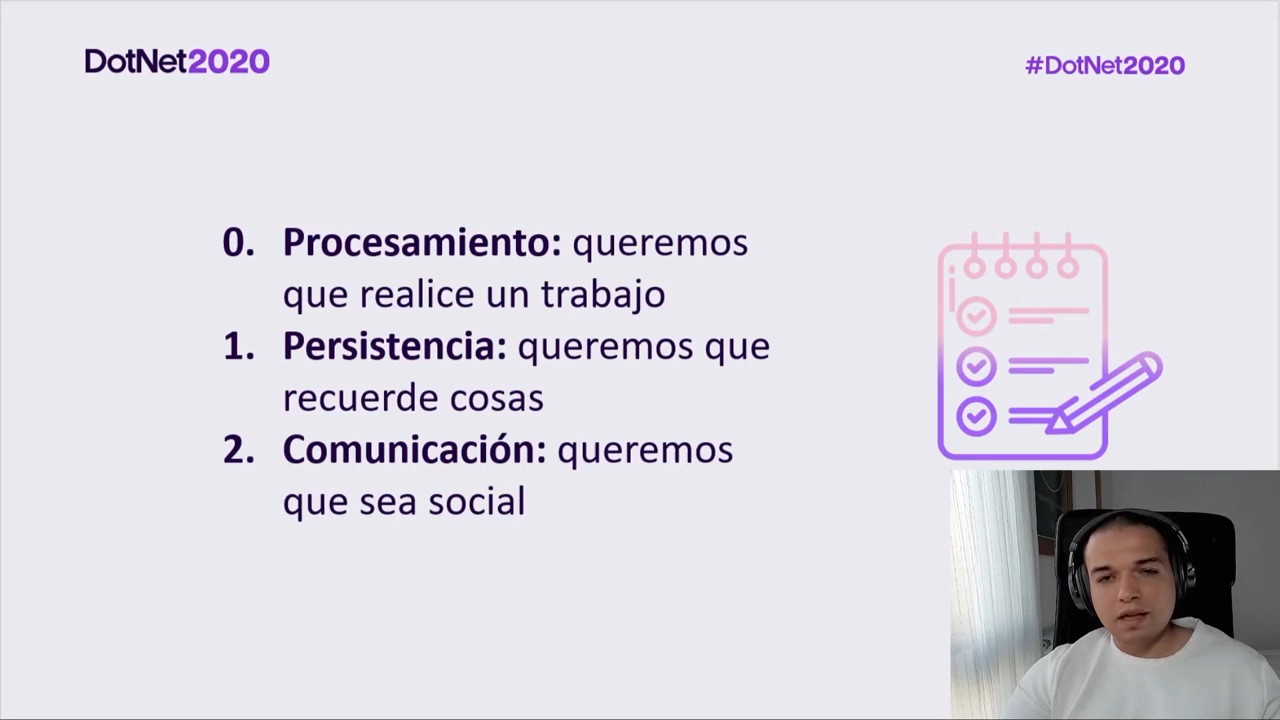 DotNet2020
#DotNet2020
0. Procesamiento: queremos
que realice un trabajo
1. Persistencia: queremos que
recuerde cosas
2. Comunicación: queremos
que sea social